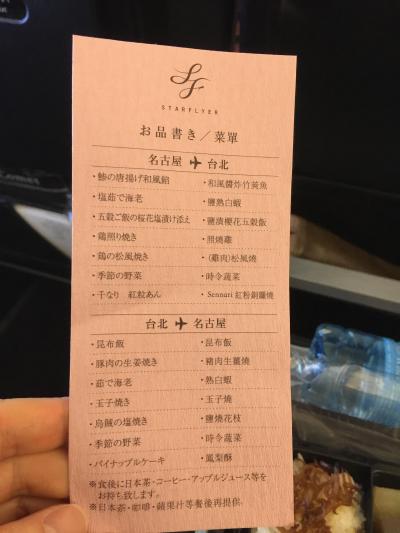 SF
STARFLYER
お品書き／菜單
名古屋 ✈ 台北
・鯵の唐揚げ和風餡 ・和風醬炸竹莢魚
・塩茹で海老 ・鹽熟白蝦
・五穀ご飯の桜花塩漬け添え ・鹽漬櫻花五穀飯
・鶏照り焼き ・照燒雞
・鶏の松風焼き ・(雞肉)松風燒
・季節の野菜 ・時令蔬菜
・千なり 紅粒あん ・Sennari 紅粉銅鑼燒
台北 ✈ 名古屋
・昆布飯 ・昆布飯
・豚肉の生姜焼き ・豬肉生薑燒
・茹で海老 ・熟白蝦
・玉子焼き ・玉子燒
・烏賊の塩焼き ・鹽燒花枝
・季節の野菜 ・時令蔬菜
・パイナップルケーキ ・鳳梨酥
※食後に日本茶・コーヒー・アップルジュース等を
お持ち致します。
※日本茶・咖啡・蘋果汁等餐後再提供。